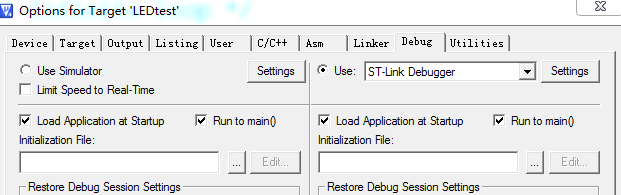 Options for Target 'LEDtest'
Device Target Output Listing User C/C++ Asm Linker Debug Utilities
Use Simulator Settings Use: ST-Link Debugger Settings
Limit Speed to Real-Time
Load Application at Startup Run to main() Load Application at Startup Run to main()
Initialization File: Initialization File:
... Edit... ... Edit...
Restore Debug Session Settings Restore Debug Session Settings